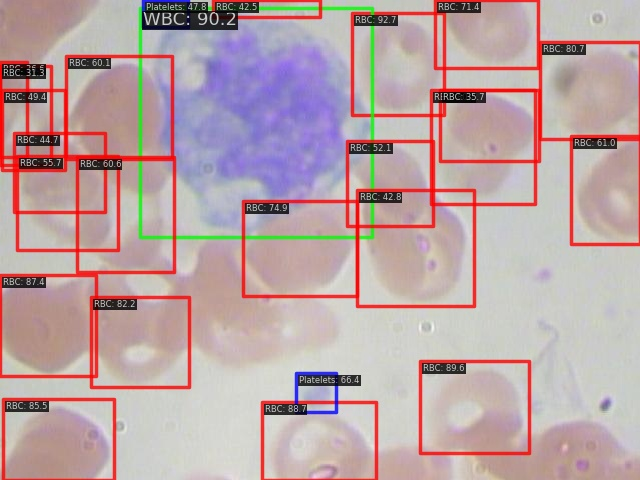 Platelets: 47.8
RBC: 42.5
WBC: 90.2
RBC: 71.4
RBC: 92.7
RBC: 80.7
RBC: 60.1
RBC: 31.3
RBC: 49.4
RBC: 35.7
RBC: 44.7
RBC: 61.0
RBC: 52.1
RBC: 55.7
RBC: 60.6
RBC: 42.8
RBC: 74.9
RBC: 87.4
RBC: 82.2
RBC: 89.6
Platelets: 66.4
RBC: 85.5
RBC: 88.7